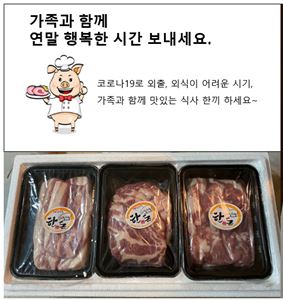 가족과 함께
연말 행복한 시간 보내세요.
코로나19로 외출, 외식이 어려운 시기,
가족과 함께 맛있는 식사 한끼 하세요~
한돈
한돈
한돈